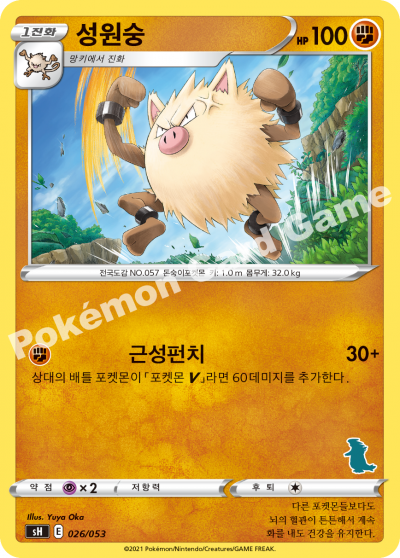 1진화 성원숭 HP 100
망키에서 진화
전국도감 NO.057 돈숭이포켓몬 키: 1.0 m 몸무게: 32.0 kg
Pokémon Card Game
근성펀치 30+
상대의 배틀 포켓몬이 「포켓몬 V」라면 60데미지를 추가한다.
약점 ×2 저항력 후퇴
Illus. Yuya Oka
sH E 026/053
다른 포켓몬들보다도
뇌의 혈관이 튼튼해서 계속
화를 내도 건강을 유지한다.
©2021 Pokémon/Nintendo/Creatures/GAME FREAK.